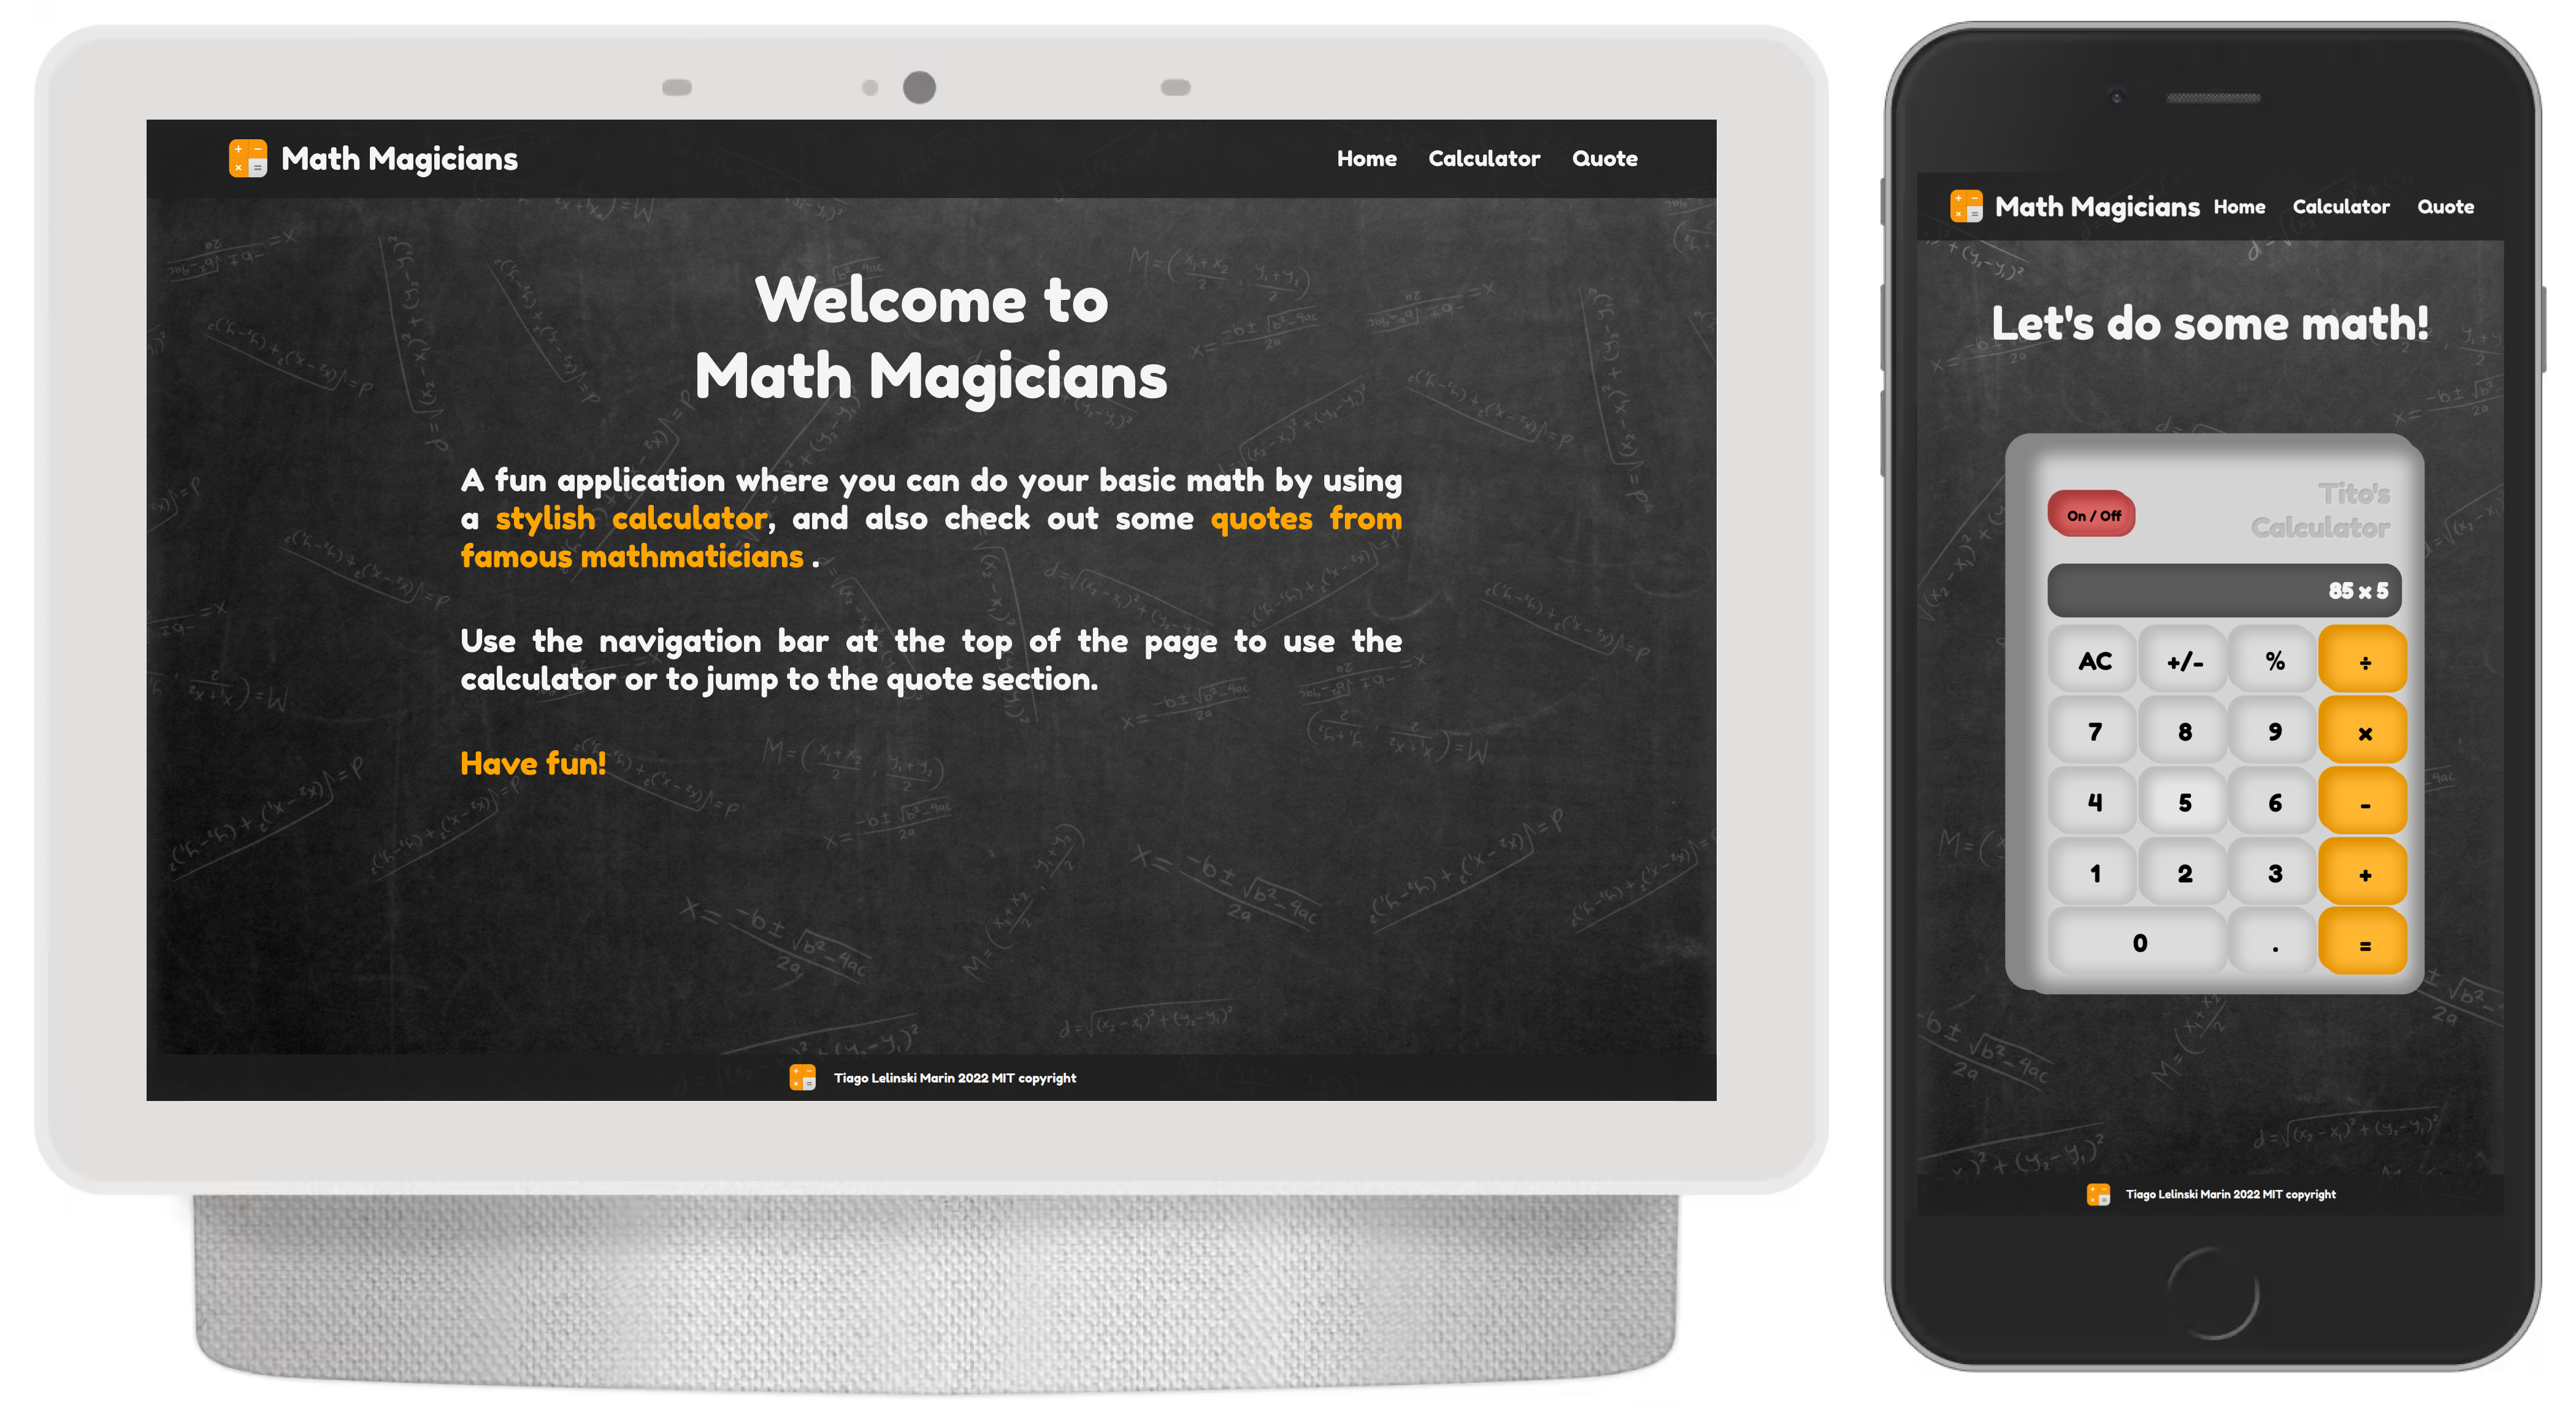 Math Magicians
Home Calculator Quote
Welcome to
Math Magicians
A fun application where you can do your basic math by using
a stylish calculator, and also check out some quotes from
famous mathmaticians .
Use the navigation bar at the top of the page to use the
calculator or to jump to the quote section.
Have fun!
Tiago Lelinski Marin 2022 MIT copyright
Math Magicians Home Calculator Quote
Let's do some math!
On / Off
Tito's
Calculator
85 x 5
AC +/- % ÷
7 8 9 x
4 5 6 -
1 2 3 +
0 . =
Tiago Lelinski Marin 2022 MIT copyright